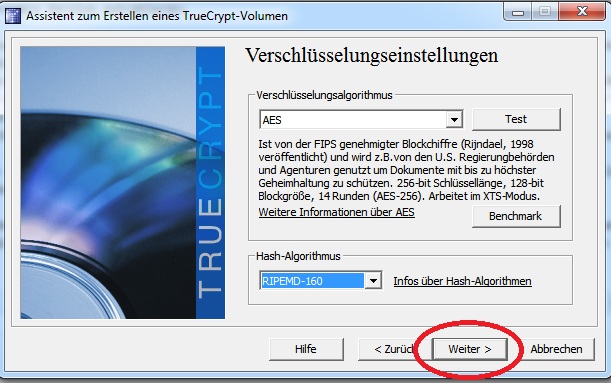 Assistent zum Erstellen eines TrueCrypt-Volumen
TRUECRYPT
Verschlüsselungseinstellungen
Verschlüsselungsalgorithmus
AES
Test
Ist von der FIPS genehmigter Blockchiffre (Rijndael, 1998
veröffentlicht) und wird z.B.von den U.S. Regierungbehörden
und Agenturen genutzt um Dokumente mit bis zu höchster
Geheimhaltung zu schützen. 256-bit Schlüssellänge, 128-bit
Blockgröße, 14 Runden (AES-256). Arbeitet im XTS-Modus.
Weitere Informationen über AES
Benchmark
Hash-Algorithmus
RIPEMD-160
Infos über Hash-Algorithmen
Hilfe
< Zurück
Weiter >
Abbrechen